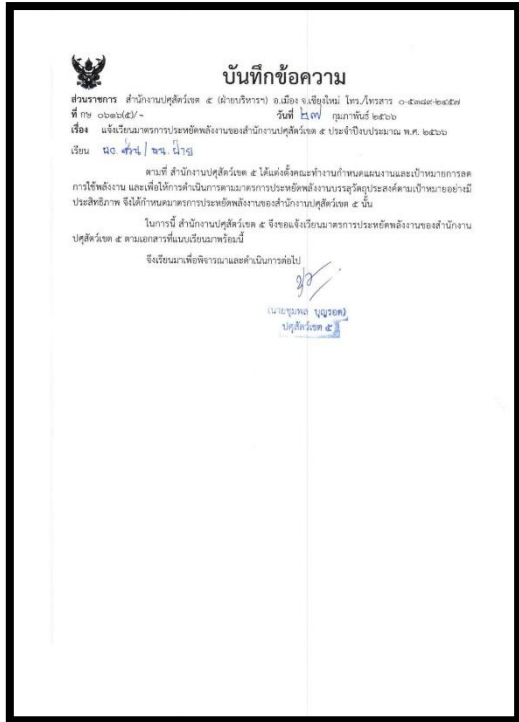 บันทึกข้อความ
ส่วนราชการ สำนักงานปศุสัตว์เขต ๕ (ฝ่ายบริหารฯ) อ.เมือง จ.เชียงใหม่ โทร./โทรสาร ๐-๕๓๘๙-๒๔๕๗
ที่ กษ ๐๖๑๖(๕)/- วันที่ ๒๗ กุมภาพันธ์ ๒๕๖๖
เรื่อง แจ้งเวียนมาตรการประหยัดพลังงานของสำนักงานปศุสัตว์เขต ๕ ประจำปีงบประมาณ พ.ศ. ๒๕๖๖
เรียน ผอ.ส่วน / หน.ฝ่าย
ตามที่ สำนักงานปศุสัตว์เขต ๕ ได้แต่งตั้งคณะทำงานกำหนดแผนงานและเป้าหมายการลด
การใช้พลังงาน และเพื่อให้การดำเนินการตามมาตรการประหยัดพลังงานบรรลุวัตถุประสงค์ตามเป้าหมายอย่างมี
ประสิทธิภาพ จึงได้กำหนดมาตรการประหยัดพลังงานของสำนักงานปศุสัตว์เขต ๕ นั้น
ในการนี้ สำนักงานปศุสัตว์เขต ๕ จึงขอแจ้งเวียนมาตรการประหยัดพลังงานของสำนักงาน
ปศุสัตว์เขต ๕ ตามเอกสารที่แนบเรียนมาพร้อมนี้
จึงเรียนมาเพื่อพิจารณาและดำเนินการต่อไป
(นายชุมพล บุญรอด)
ปศุสัตว์เขต ๕